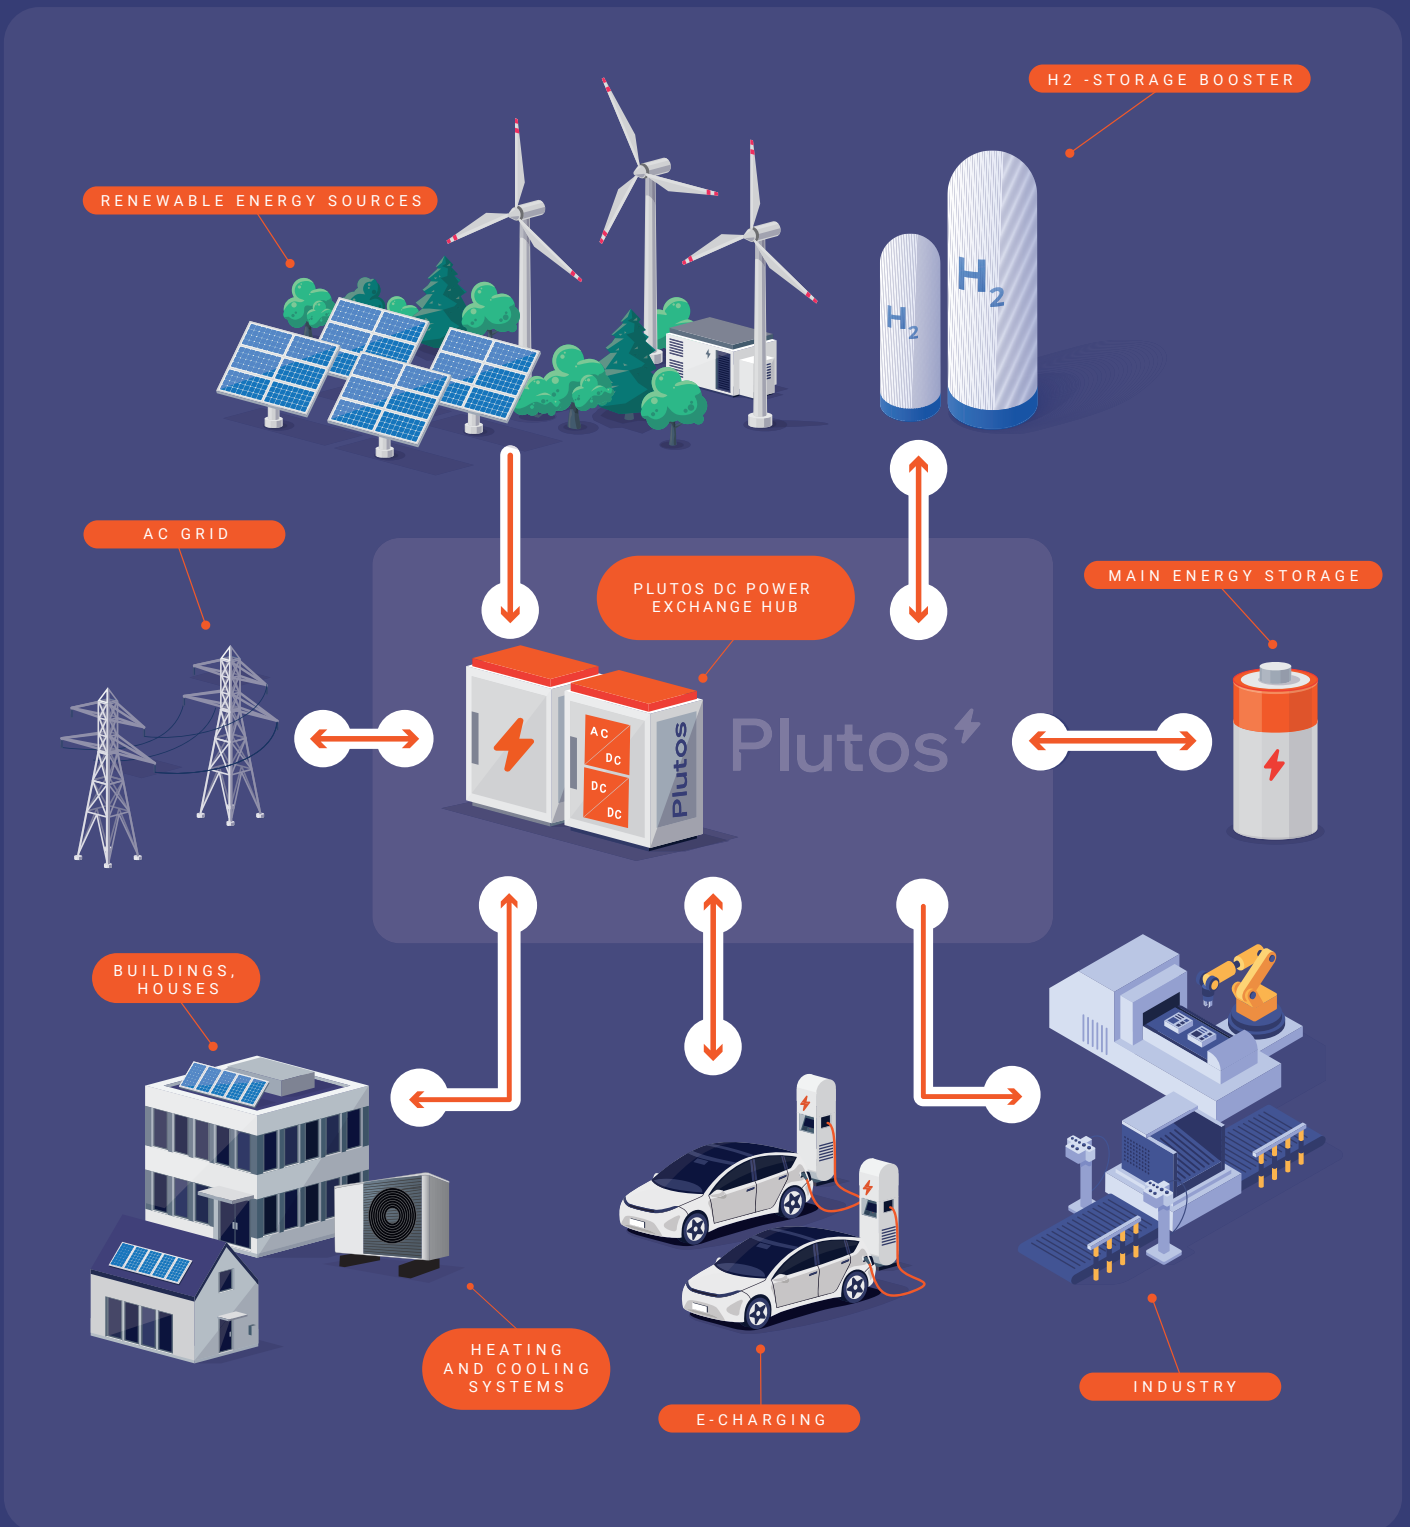 H2 -STORAGE BOOSTER
RENEWABLE ENERGY SOURCES
H2
H2
AC GRID
PLUTOS DC POWER
EXCHANGE HUB
MAIN ENERGY STORAGE
AC
DC
DC
DC
Plutos
Plutos
BUILDINGS,
HOUSES
HEATING
AND COOLING
SYSTEMS
E-CHARGING
INDUSTRY